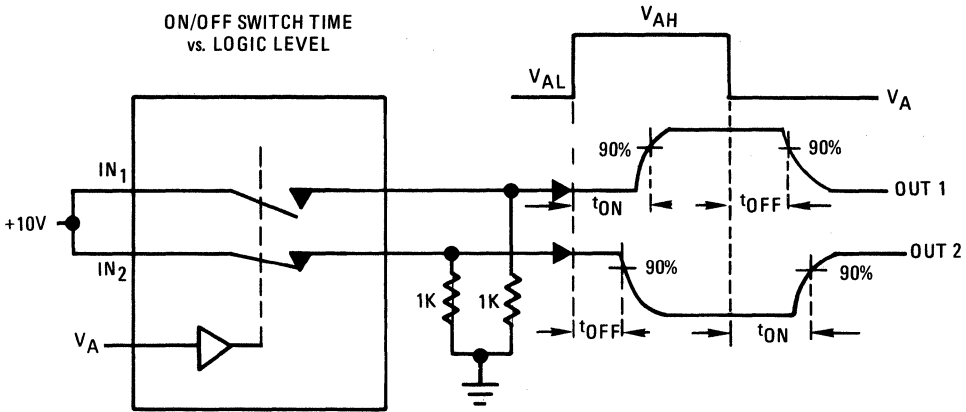 ON/OFF SWITCH TIME
vs. LOGIC LEVEL
VAH
VAL
VA
90%
90%
IN1
OUT 1
tON
tOFF
+10V
IN2
OUT 2
90%
90%
1K
1K
VA
tOFF
tON